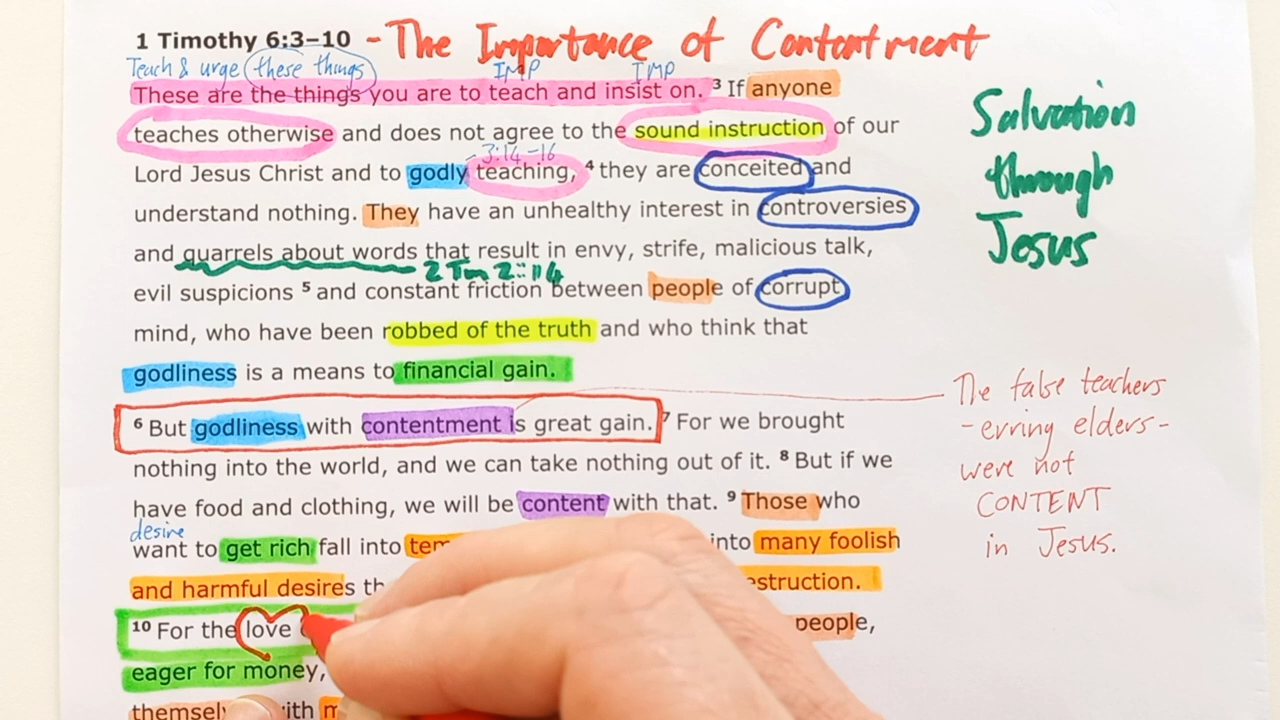 1 Timothy 6:3–10 - The Importance of Contentment
Teach & urge these things IMP IMP
These are the things you are to teach and insist on. ³ If anyone
teaches otherwise and does not agree to the sound instruction of our
- 3:14-16
Lord Jesus Christ and to godly teaching, ⁴ they are conceited and
understand nothing. They have an unhealthy interest in controversies
and quarrels about words that result in envy, strife, malicious talk,
2 Tm 2:14
evil suspicions ⁵ and constant friction between people of corrupt
mind, who have been robbed of the truth and who think that
godliness is a means to financial gain.
⁶ But godliness with contentment is great gain. ⁷ For we brought
nothing into the world, and we can take nothing out of it. ⁸ But if we
have food and clothing, we will be content with that. ⁹ Those who
desire
want to get rich fall into into many foolish
and harmful desires
¹⁰ For the love people,
eager for money,
Salvation
through
Jesus
The false teachers
- erring elders -
were not
CONTENT
in Jesus.